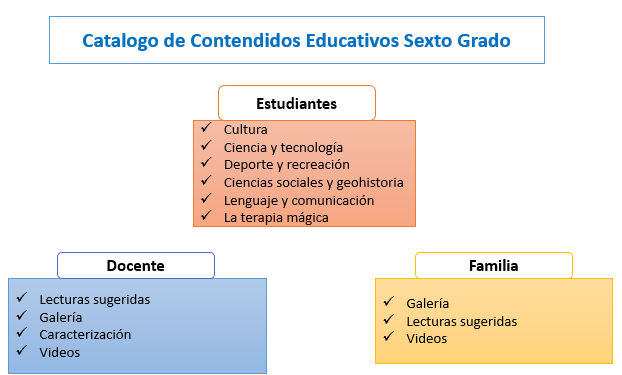 Catalogo de Contendidos Educativos Sexto Grado
Estudiantes
✓ Cultura
✓ Ciencia y tecnología
✓ Deporte y recreación
✓ Ciencias sociales y geohistoria
✓ Lenguaje y comunicación
✓ La terapia mágica
Docente
✓ Lecturas sugeridas
✓ Galería
✓ Caracterización
✓ Videos
Familia
✓ Galería
✓ Lecturas sugeridas
✓ Videos